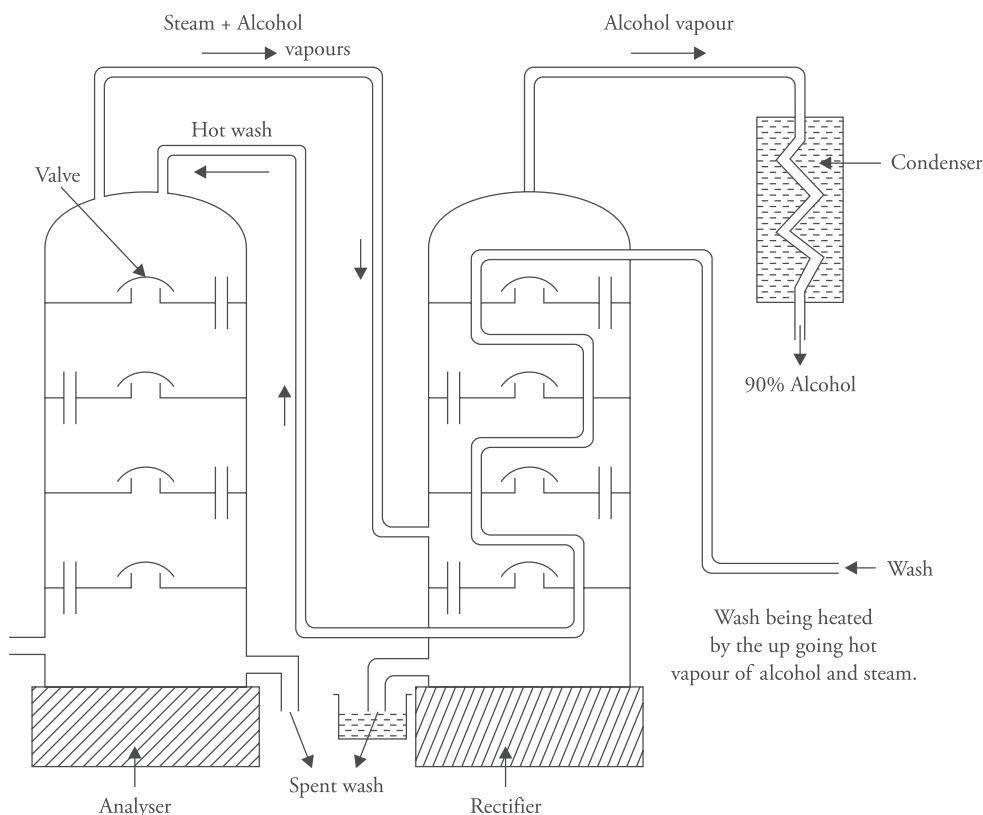 Steam + Alcohol
vapours
Alcohol vapour
Hot wash
Valve
Condenser
90% Alcohol
Wash
Wash being heated
by the up going hot
vapour of alcohol and steam.
Spent wash
Analyser
Rectifier